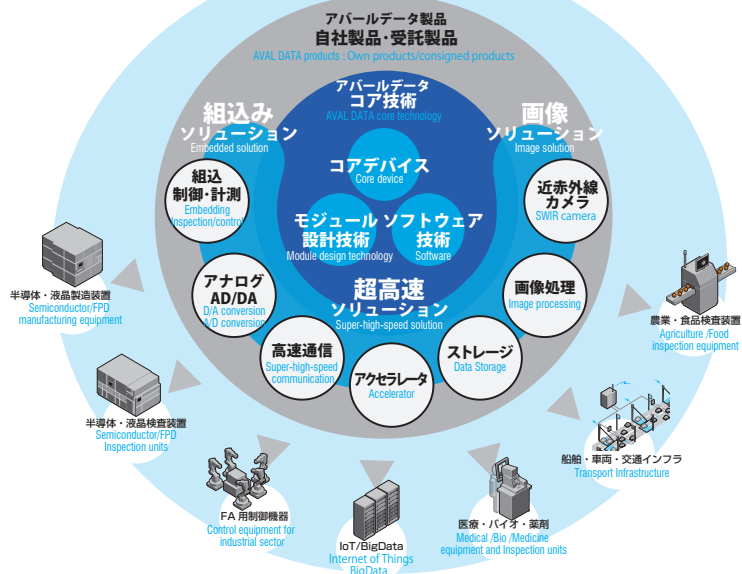 アバールデータ製品
自社製品・受託製品
AVAL DATA products : Own products/consigned products
アバールデータ
コア技術
AVAL DATA core technology
組込み
ソリューション
Embedded solution
画像
ソリューション
Image solution
コアデバイス
Core device
モジュール
設計技術
Module design technology
ソフトウェア
技術
Software
超高速
ソリューション
Super-high-speed solution
組込
制御・計測
Embedding
Inspection/control
アナログ
AD/DA
D/A conversion
A/D conversion
高速通信
Super-high-speed
communication
アクセラレータ
Accelerator
ストレージ
Data Storage
画像処理
Image processing
近赤外線
カメラ
SWIR camera
半導体・液晶製造装置
Semiconductor/FPD
manufacturing equipment
半導体・液晶検査装置
Semiconductor/FPD
Inspection units
FA 用制御機器
Control equipment for
industrial sector
IoT/BigData
Internet of Things
BigData
医療・バイオ・薬剤
Medical /Bio /Medicine
equipment and Inspection units
船舶・車両・交通インフラ
Transport Infrastructure
農業・食品検査装置
Agriculture /Food
inspection equipment